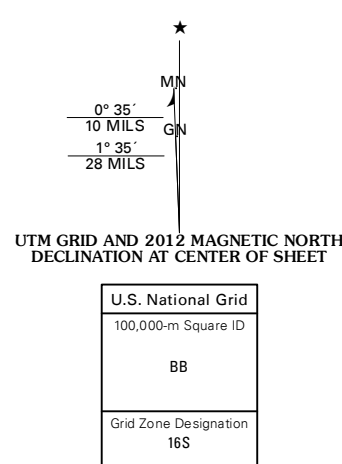 ★
MN
0° 35´
10 MILS
GN
1° 35´
28 MILS
UTM GRID AND 2012 MAGNETIC NORTH
DECLINATION AT CENTER OF SHEET
U.S. National Grid
100,000-m Square ID
BB
Grid Zone Designation
16S